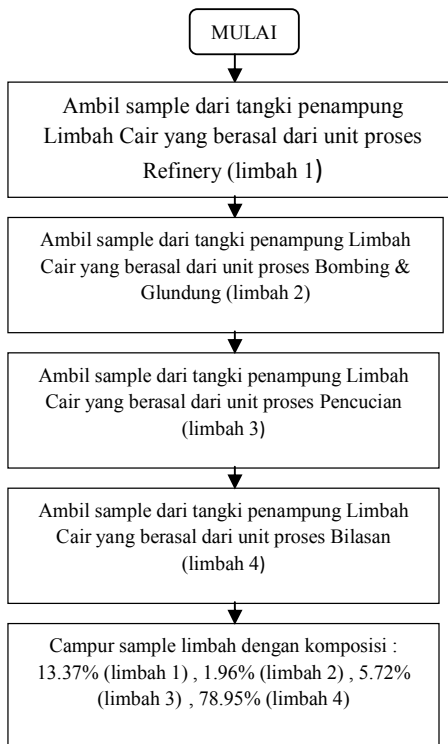 MULAI
Ambil sample dari tangki penampung
Limbah Cair yang berasal dari unit proses
Refinery (limbah 1)
Ambil sample dari tangki penampung Limbah
Cair yang berasal dari unit proses Bombing &
Glundung (limbah 2)
Ambil sample dari tangki penampung Limbah
Cair yang berasal dari unit proses Pencucian
(limbah 3)
Ambil sample dari tangki penampung Limbah
Cair yang berasal dari unit proses Bilasan
(limbah 4)
Campur sample limbah dengan komposisi :
13.37% (limbah 1) , 1.96% (limbah 2) , 5.72%
(limbah 3) , 78.95% (limbah 4)